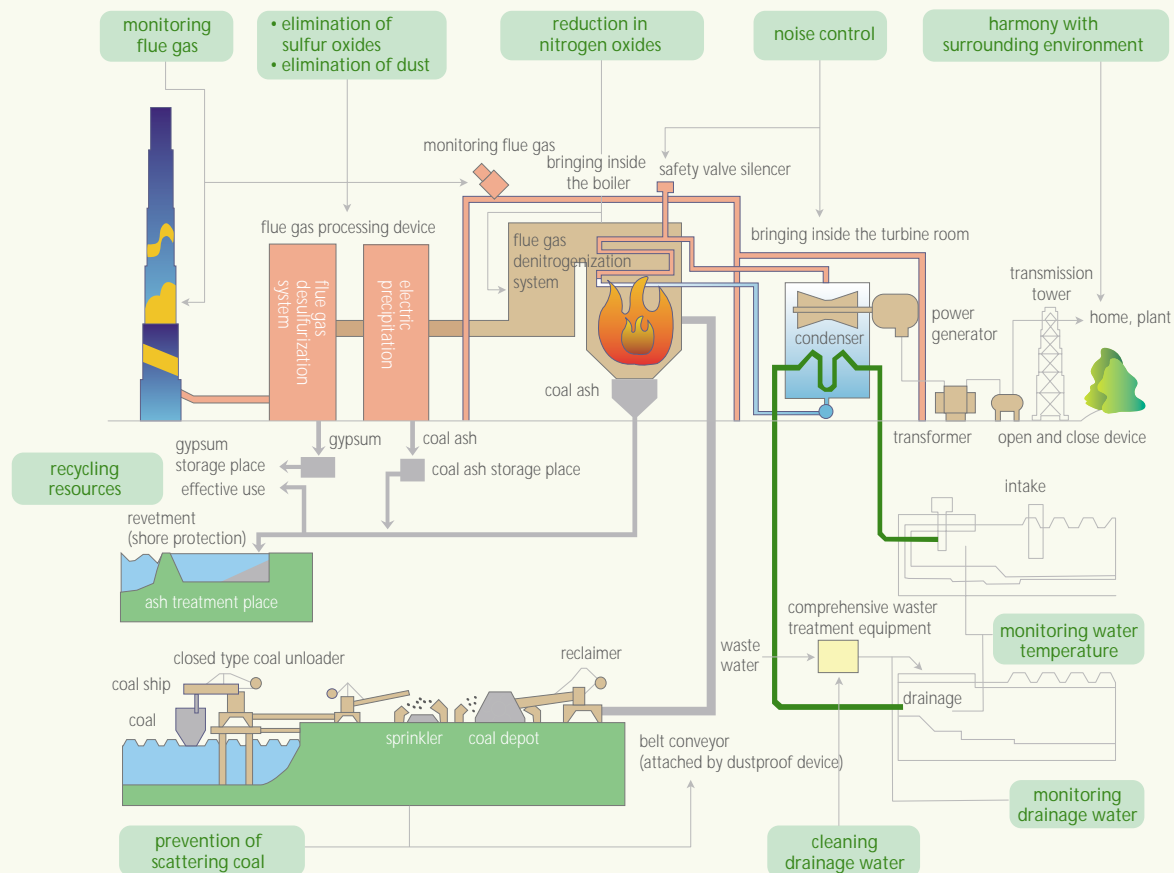 monitoring
flue gas
• elimination of
sulfur oxides
• elimination of dust
reduction in
nitrogen oxides
noise control
harmony with
surrounding environment
monitoring flue gas
bringing inside
the boiler
safety valve silencer
flue gas processing device
bringing inside the turbine room
flue gas
denitrogenization
system
flue gas
desulfurization
system
electric
precipitation
transmission
tower
home, plant
power
generator
condenser
coal ash
transformer
open and close device
gypsum
storage place
gypsum
coal ash
coal ash storage place
effective use
recycling
resources
intake
revetment
(shore protection)
ash treatment place
comprehensive waster
treatment equipment
monitoring water
temperature
waste
water
drainage
closed type coal unloader
reclaimer
coal ship
coal
sprinkler
coal depot
belt conveyor
(attached by dustproof device)
monitoring
drainage water
prevention of
scattering coal
cleaning
drainage water